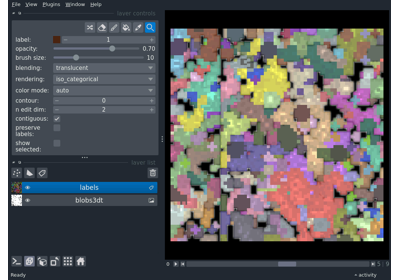 File View Plugins Window Help
layer controls
label: 1
opacity: 0.70
brush size: 10
blending: translucent
rendering: iso_categorical
color mode: auto
contour: 0
n edit dim: 2
contiguous:
preserve
labels:
show
selected:
layer list
labels
blobs3dt
Ready
activity